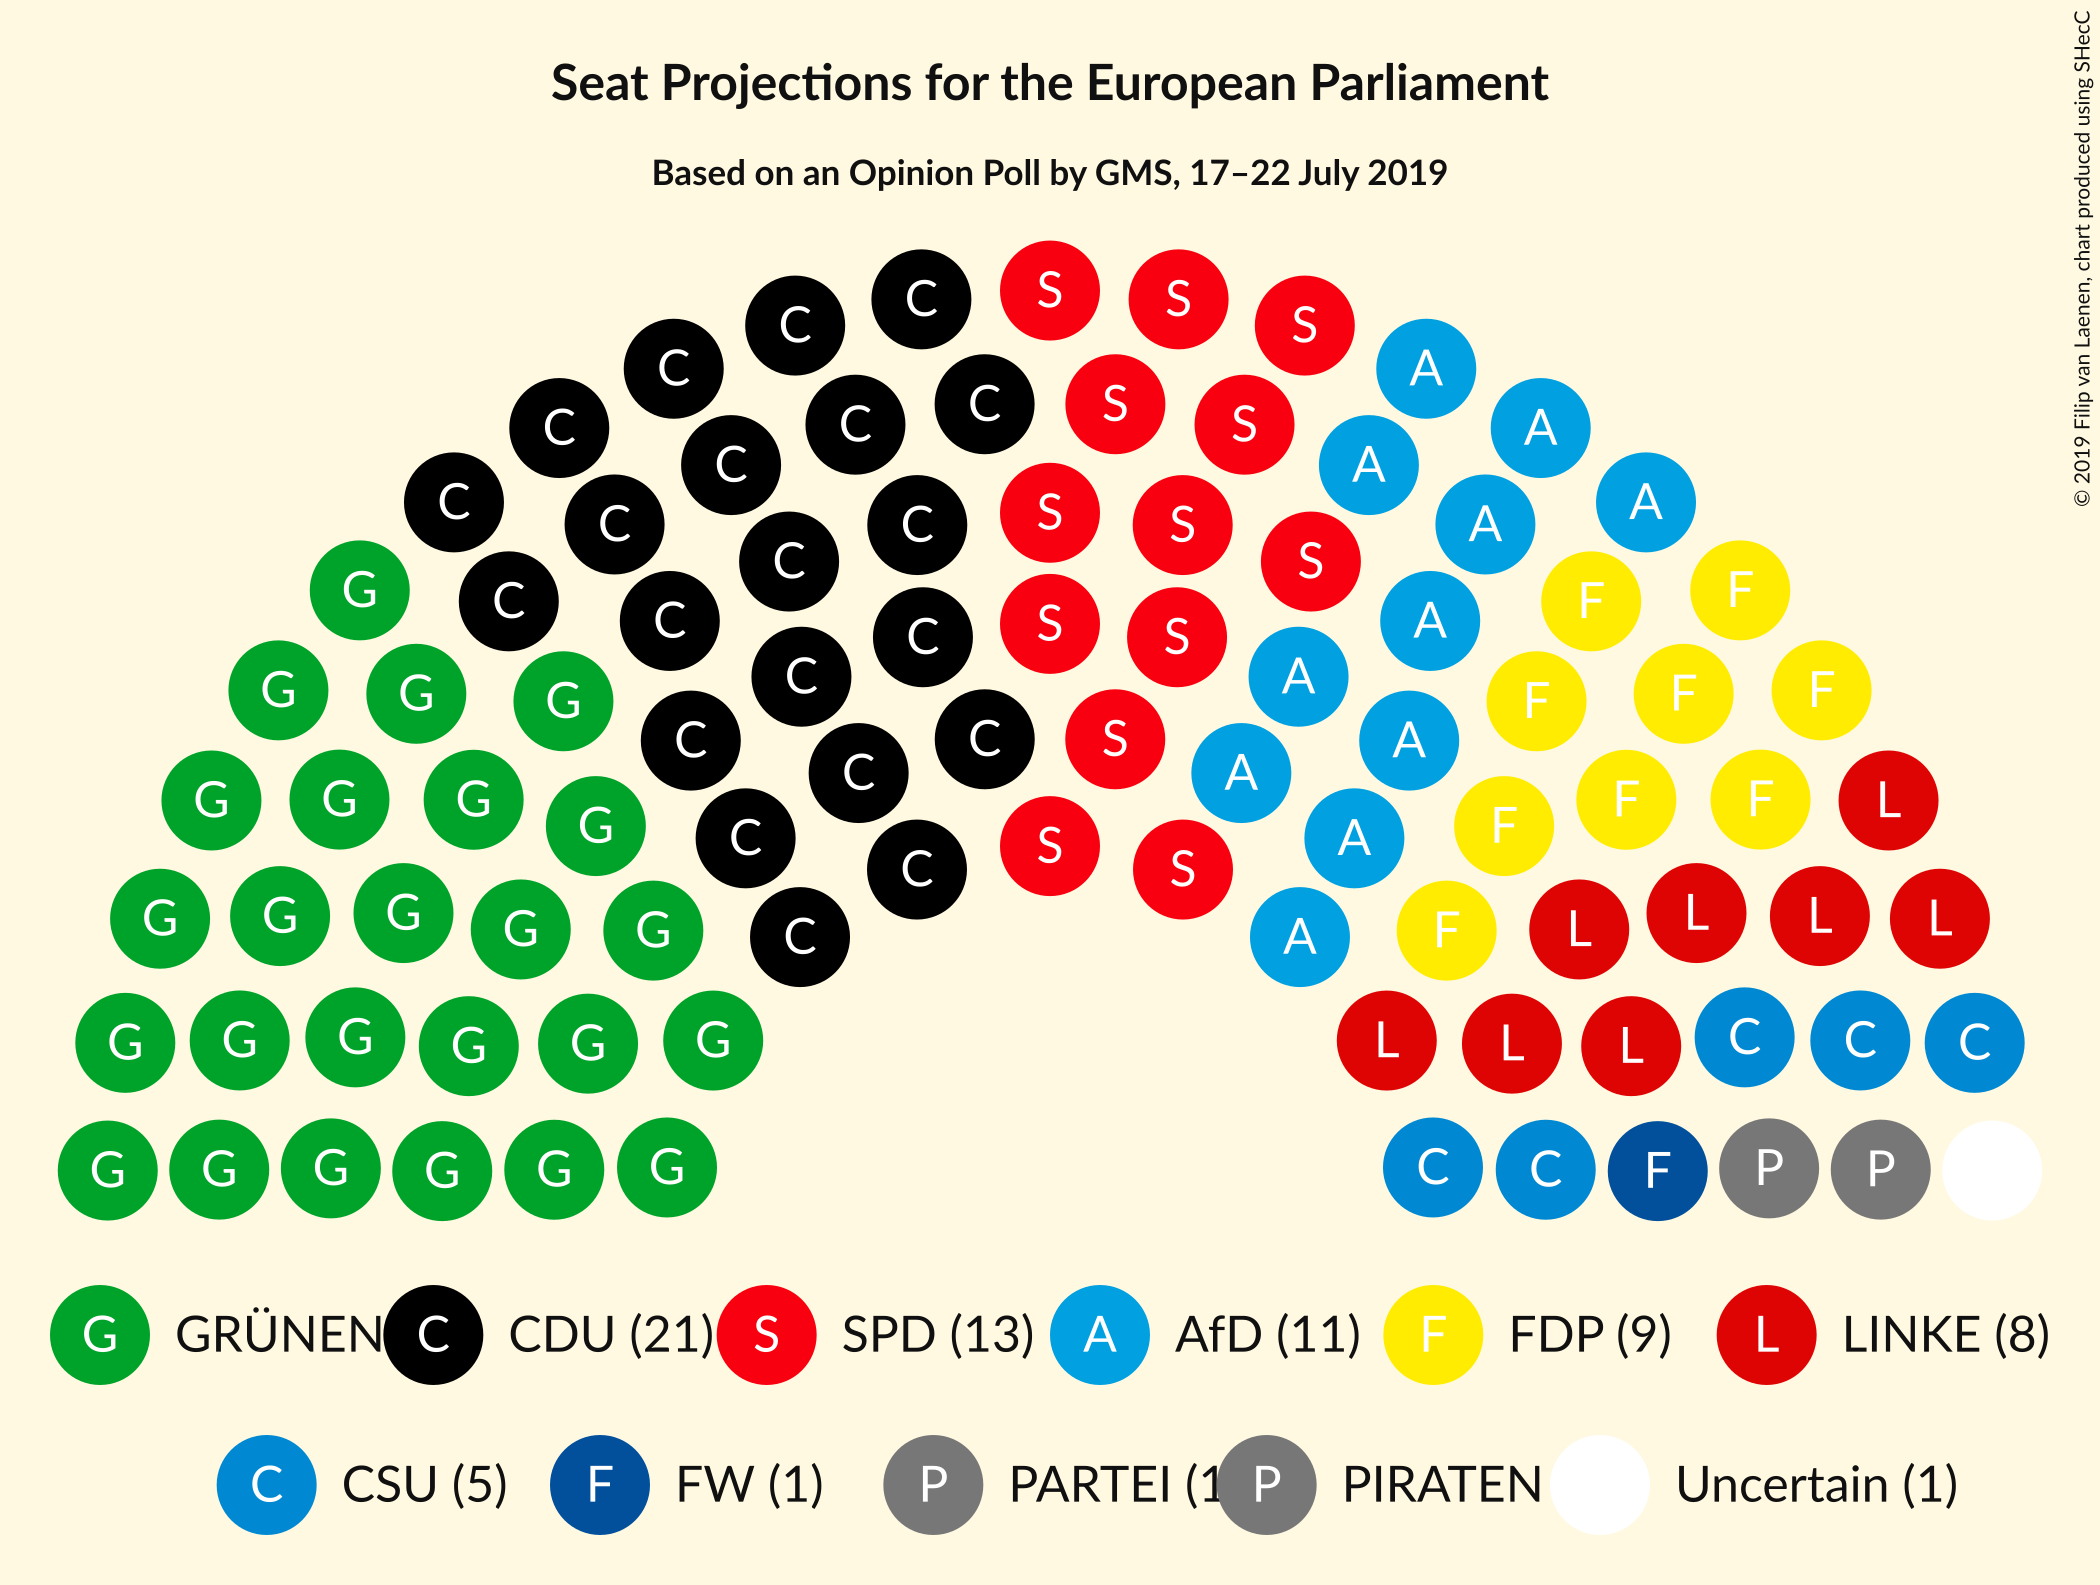 Seat Projections for the European Parliament
Based on an Opinion Poll by GMS, 17–22 July 2019
© 2019 Filip van Laenen, chart produced using SHecC
S
C S
C S
C A
C C S A
C S
C A
C C S S A A
C C S A
G C F F
C C S S A
G G G C C A A F F F F
G G G G C C C S A A F F F L
G G G G G C C S S A F L L L L
G G G G G G L L L C C C
G G G G G G C C F P P
G GRÜNEN C CDU (21) S SPD (13) A AfD (11) F FDP (9) L LINKE (8)
C CSU (5) F FW (1) P PARTEI (1 P PIRATEN Uncertain (1)